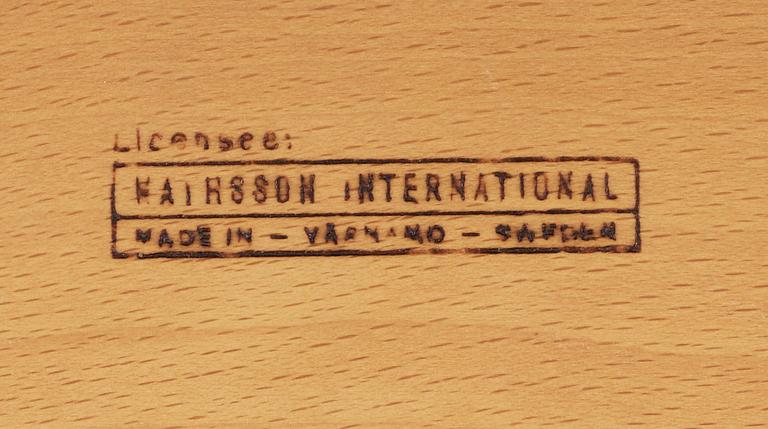 Licensee:
MATHSSON INTERNATIONAL
MADE IN – VÄRNAMO – SWEDEN